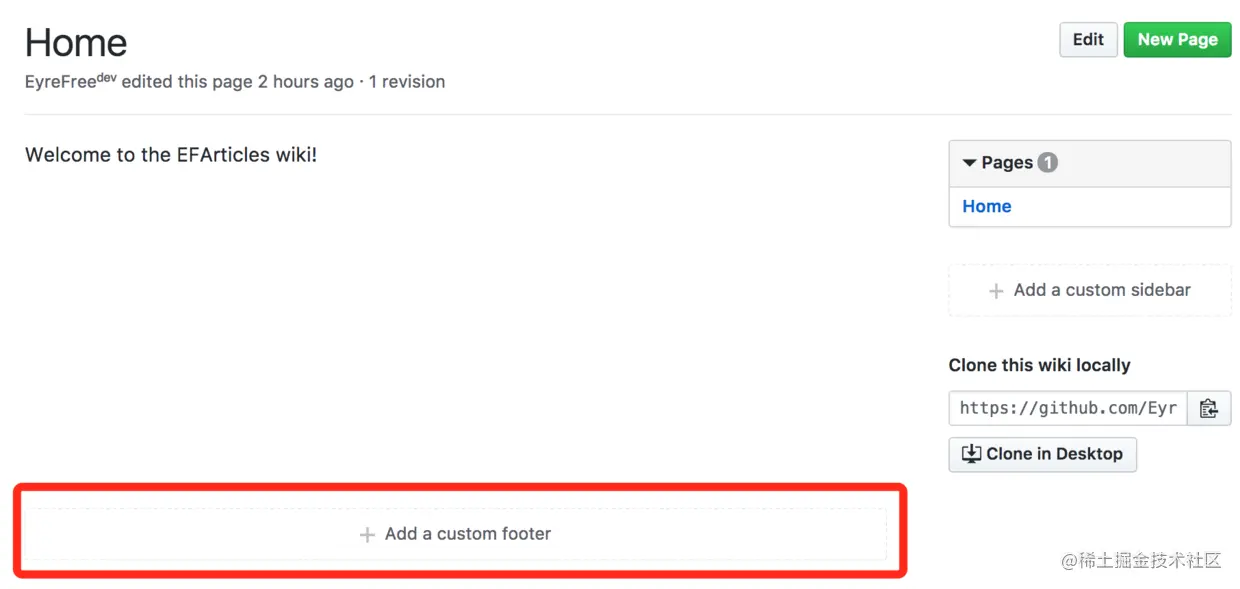 Home
Edit
New Page
EyreFreedev edited this page 2 hours ago · 1 revision
Welcome to the EFArticles wiki!
Pages 1
Home
Add a custom sidebar
Clone this wiki locally
https://github.com/Eyr
Clone in Desktop
Add a custom footer
@稀土掘金技术社区